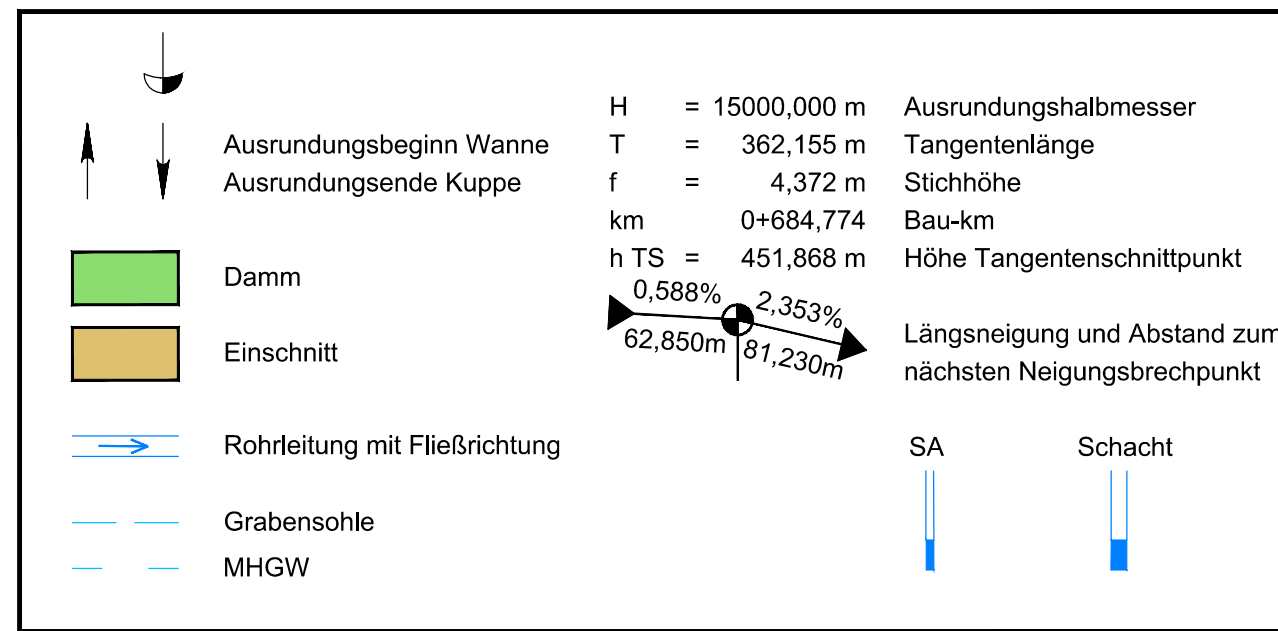 Ausrundungsbeginn Wanne
Ausrundungsende Kuppe
Damm
Einschnitt
Rohrleitung mit Fließrichtung
Grabensohle
MHGW
H = 15000,000 m Ausrundungshalbmesser
T = 362,155 m Tangentenlänge
f = 4,372 m Stichhöhe
km 0+684,774 Bau-km
h TS = 451,868 m Höhe Tangentenschnittpunkt
0,588% 2,353%
62,850m 81,230m
Längsneigung und Abstand zum
nächsten Neigungsbrechpunkt
SA Schacht